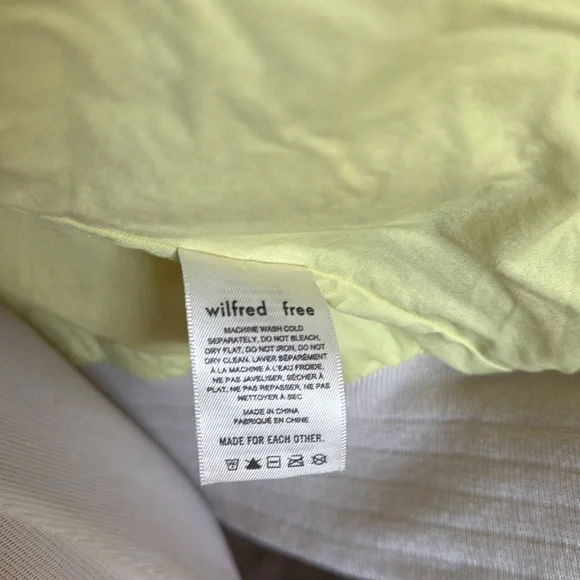 wilfred free
MACHINE WASH COLD
SEPARATELY, DO NOT BLEACH,
DRY FLAT, DO NOT IRON, DO NOT
DRY CLEAN. LAVER SÉPARÉMENT
À LA MACHINE À L'EAU FROIDE,
NE PAS JAVELISER, SÉCHER À
PLAT, NE PAS REPASSER, NE PAS
NETTOYER À SEC
MADE IN CHINA
FABRIQUÉ EN CHINE
MADE FOR EACH OTHER.